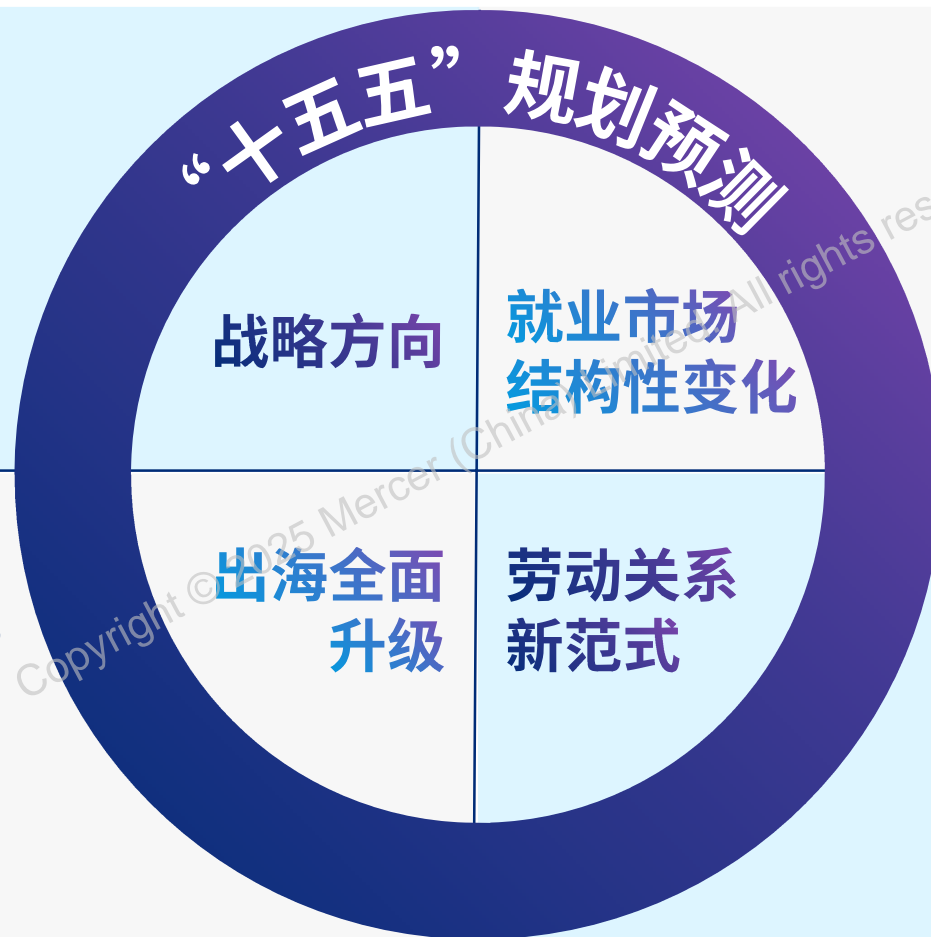 “十五五” 规划预测
战略方向
就业市场
结构性变化
出海全面
升级
劳动关系
新范式
Copyright © 2025 Mercer (China) Limited. All rights res